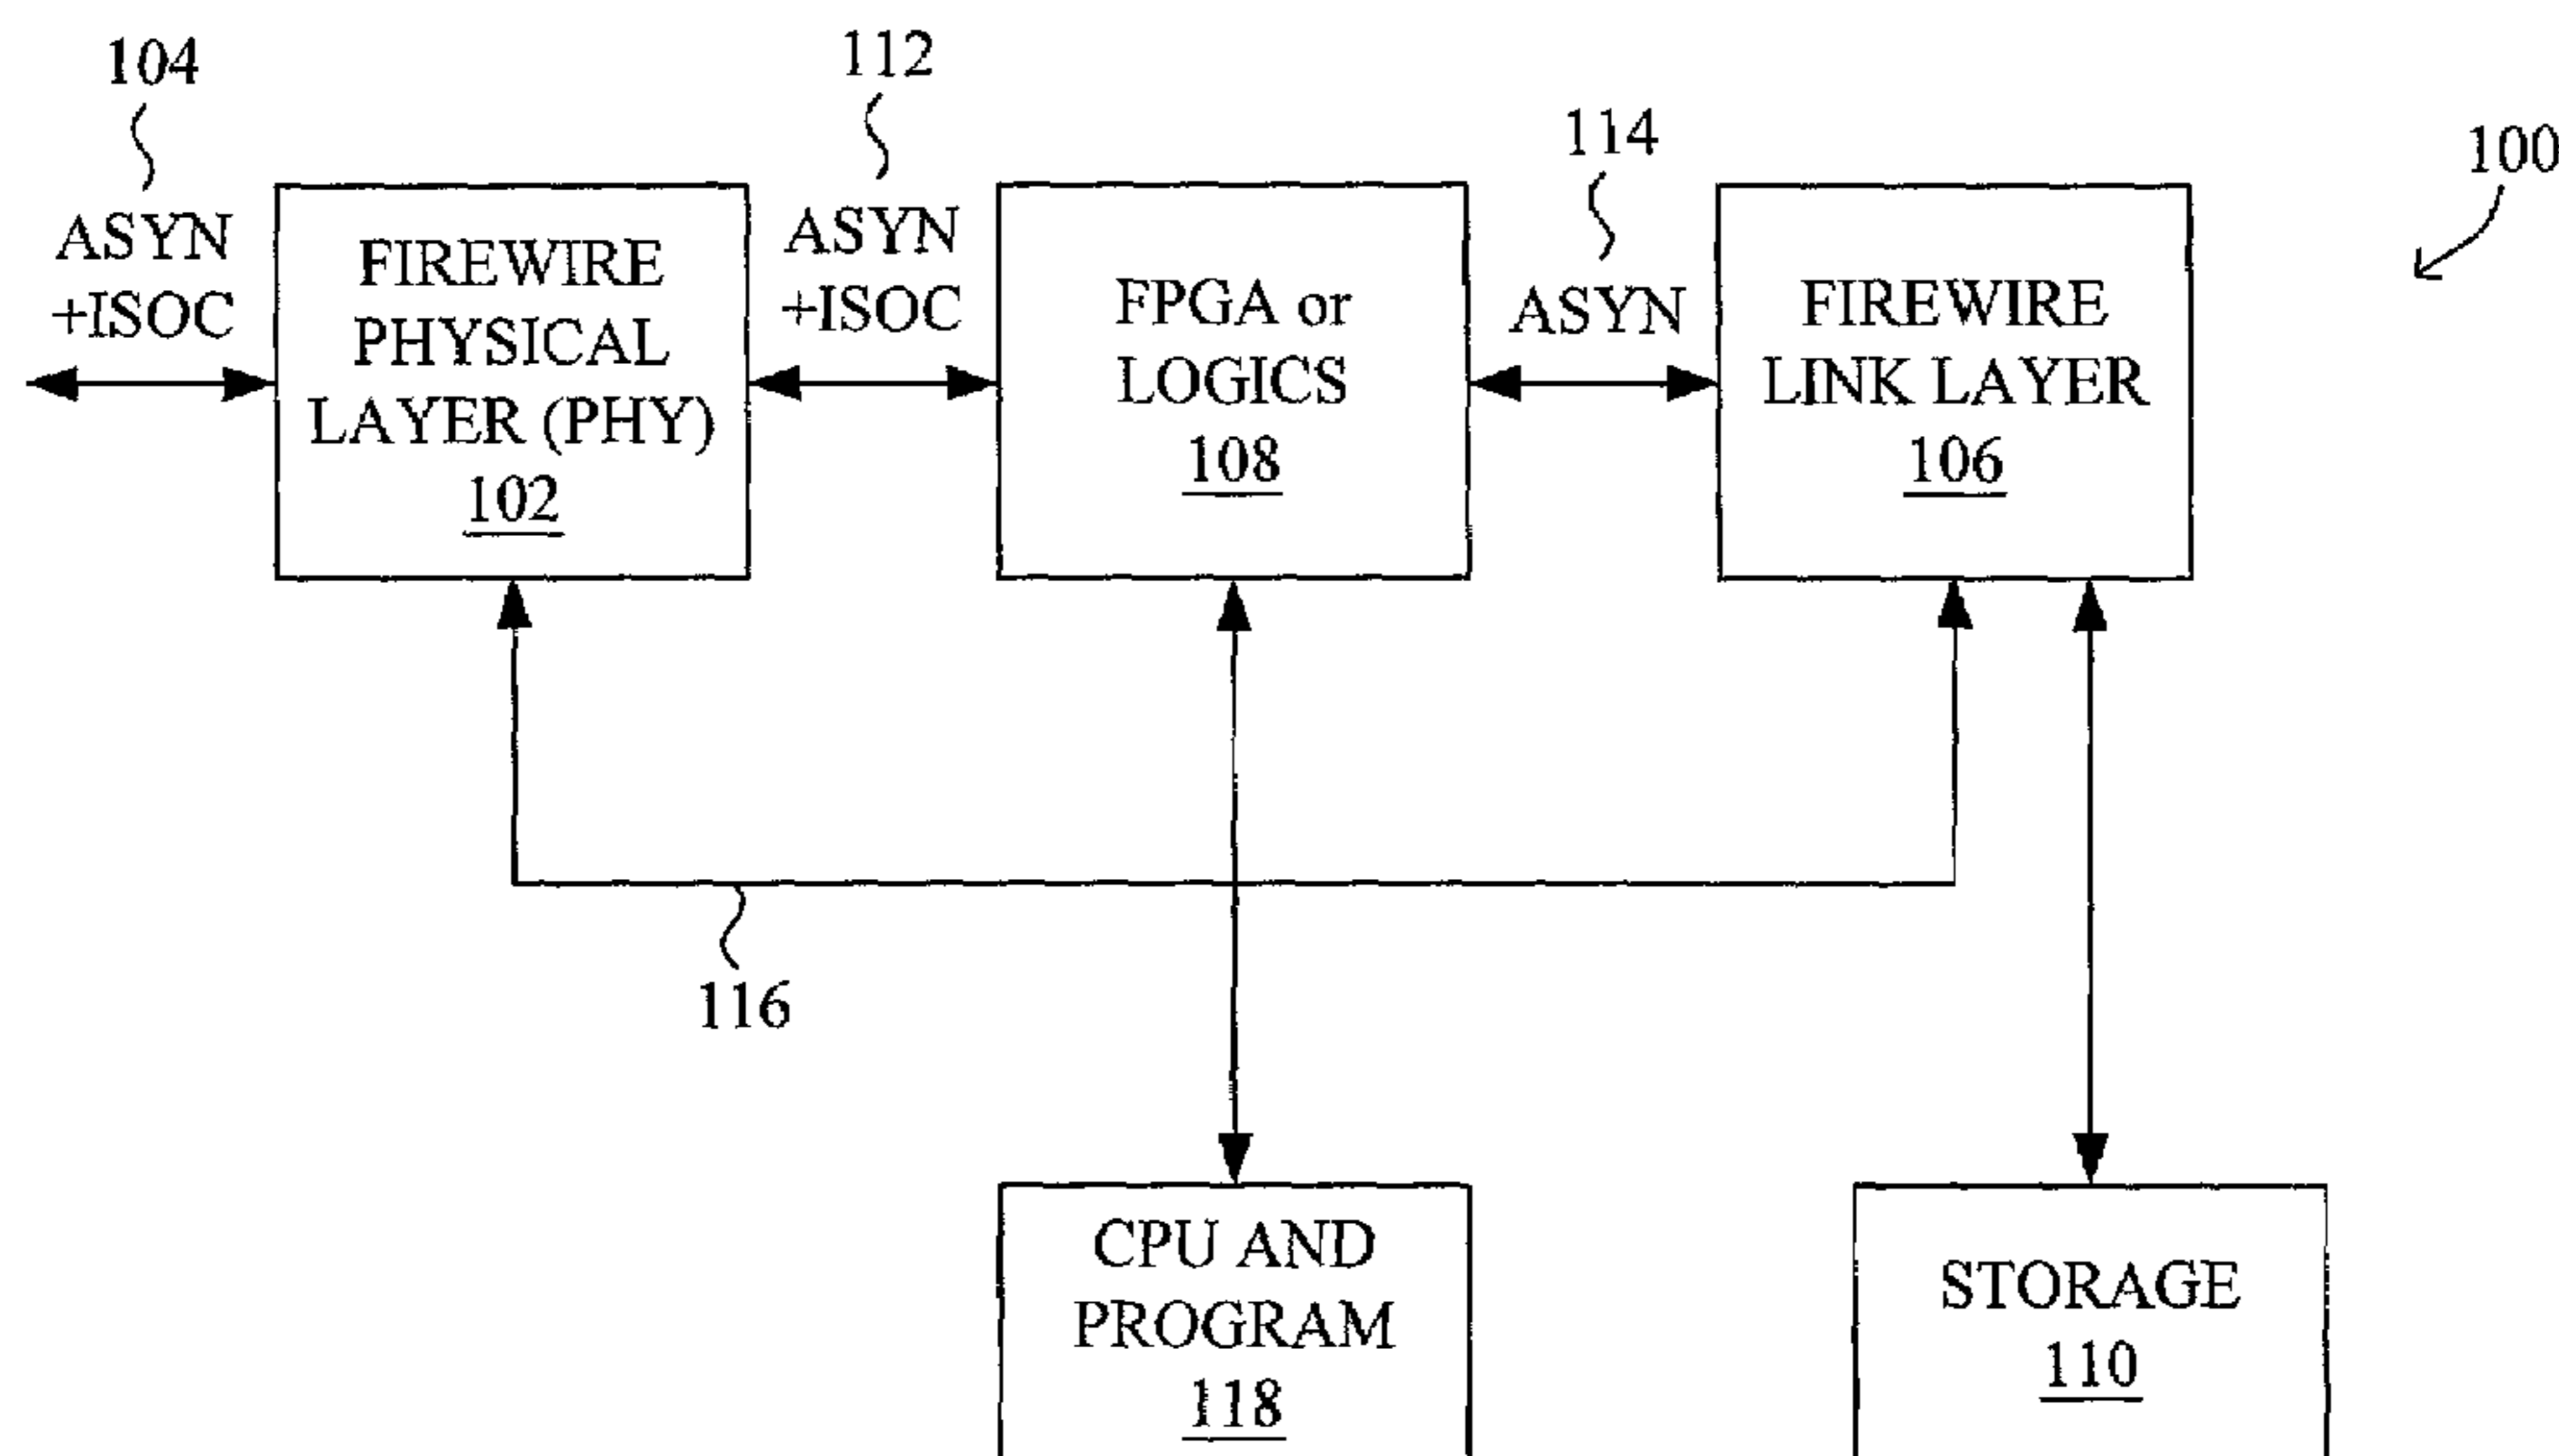 104
112
114
100
ASYN
+ISOC
FIREWIRE
PHYSICAL
LAYER (PHY)
102
ASYN
+ISOC
FPGA or
LOGICS
108
ASYN
FIREWIRE
LINK LAYER
106
116
CPU AND
PROGRAM
118
STORAGE
110